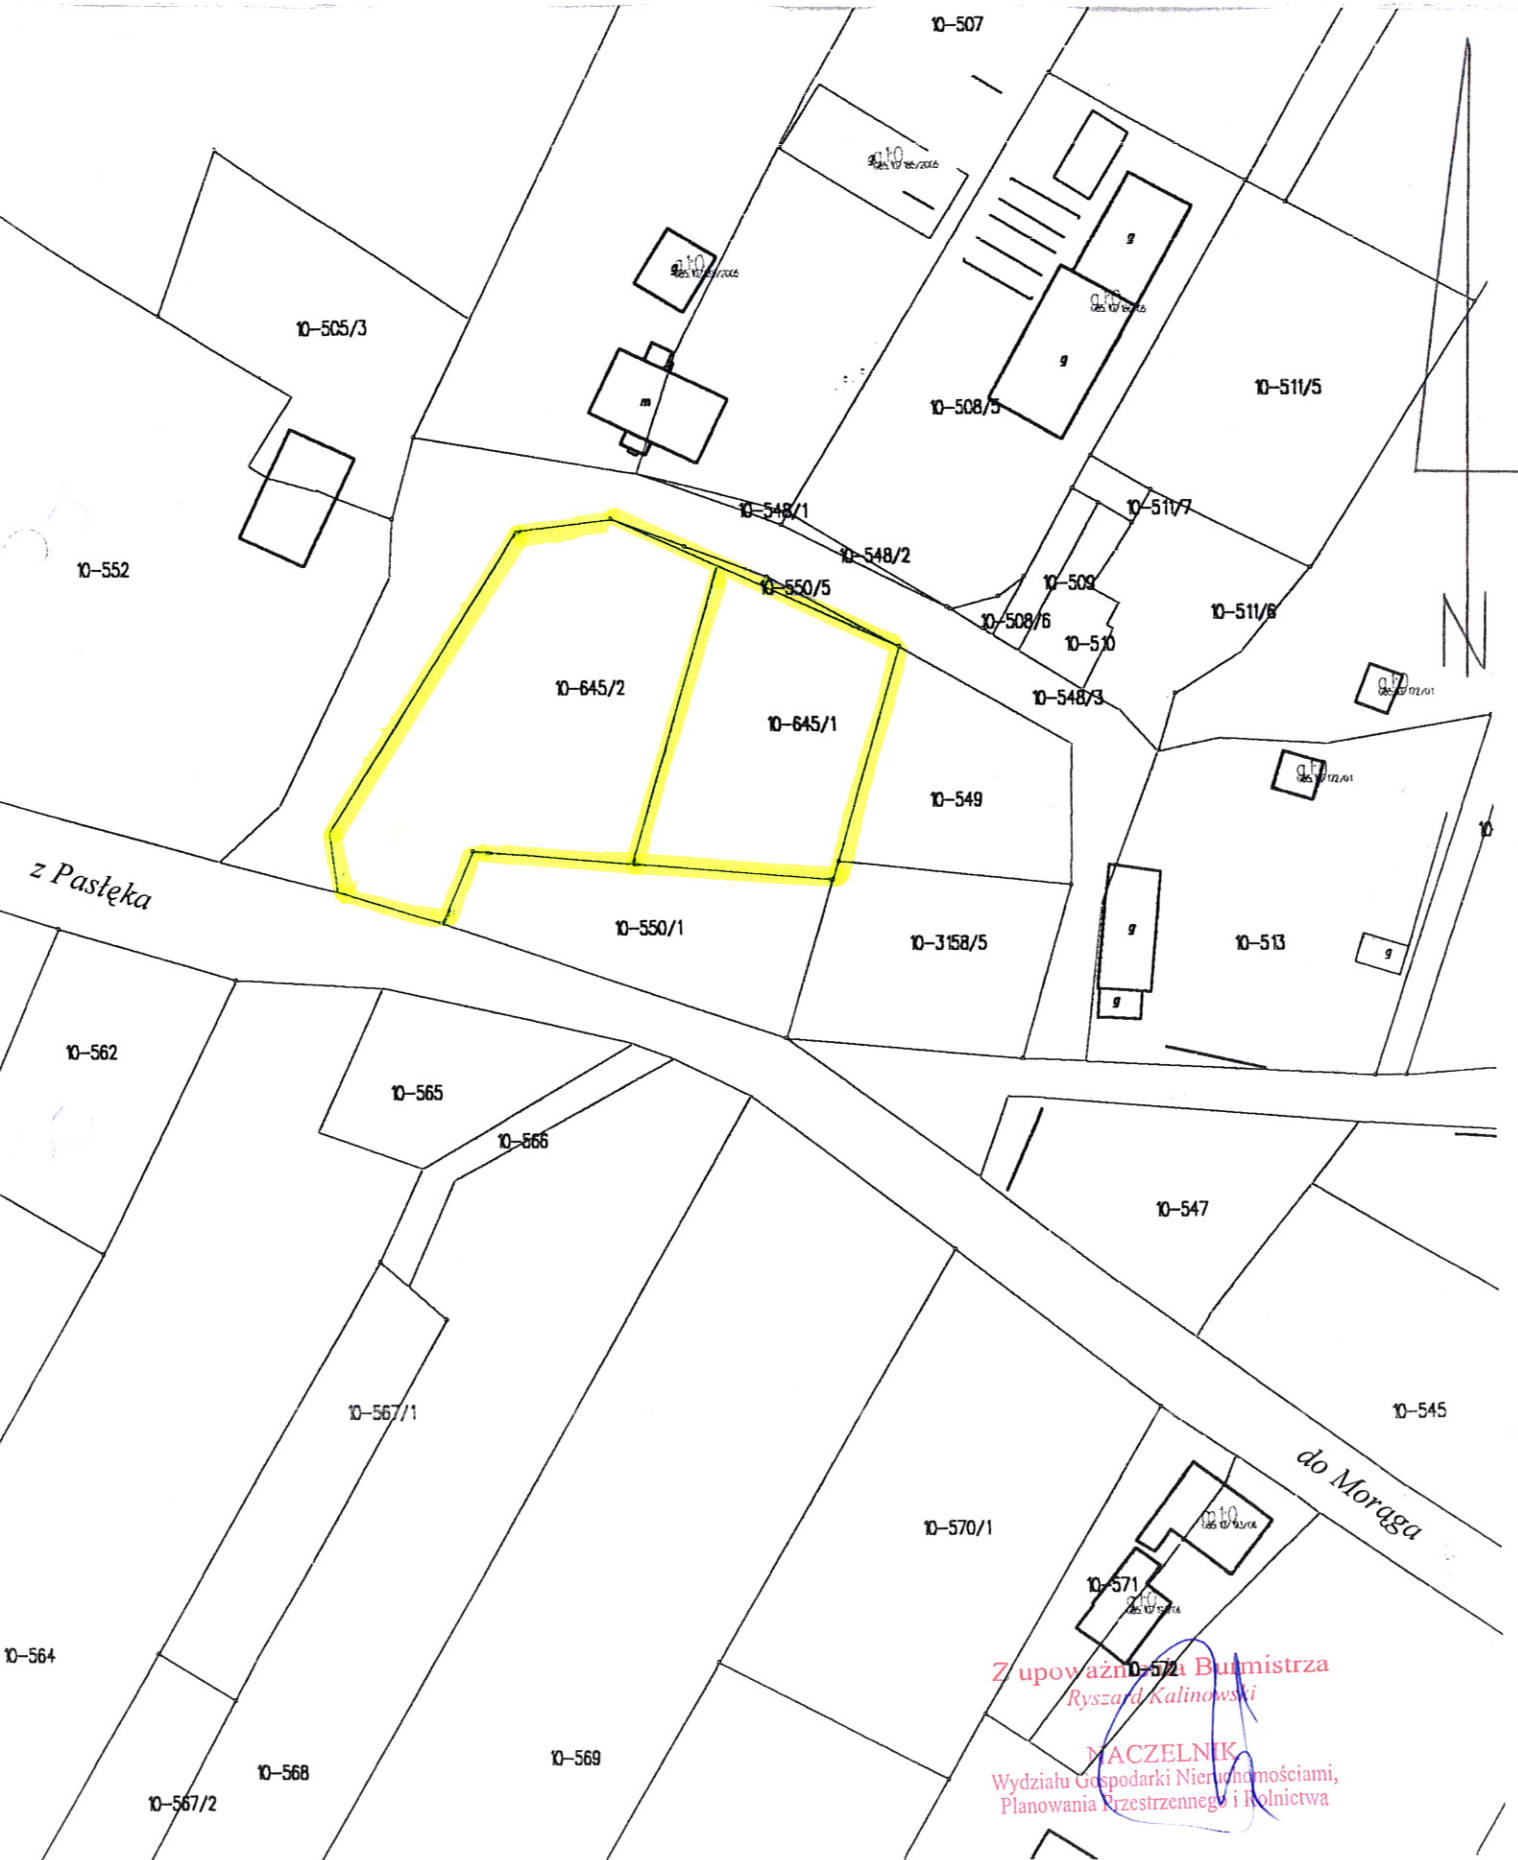 10-507
g
10-505/3
g
g
g
m
10-508/5
10-511/5
10-548/1
10-511/7
10-548/2
10-552
10-509
10-550/5
10-511/6
10-508/6
10-510
N
10-645/2
10-548/3
10-645/1
10-549
10-
z Pasłęka
10-550/1
g
10-3158/5
10-513
g
g
10-562
10-565
10-566
10-547
10-567/1
10-545
do Morąga
10-570/1
10-571
10-564
10-572
Z upoważnienia Burmistrza
Ryszard Kalinowski
NACZELNIK
10-569
10-568
Wydziału Gospodarki Nieruchomościami,
Planowania Przestrzennego i Rolnictwa
10-567/2